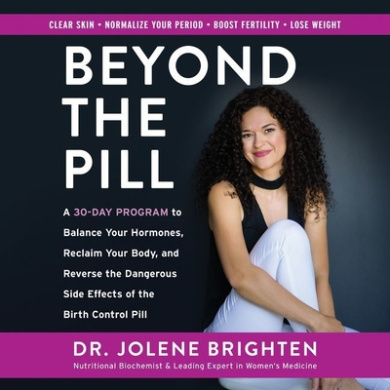 CLEAR SKIN • NORMALIZE YOUR PERIOD • BOOST FERTILITY • LOSE WEIGHT
BEYOND
THE
PILL
A 30-DAY PROGRAM to
Balance Your Hormones,
Reclaim Your Body, and
Reverse the Dangerous
Side Effects of the
Birth Control Pill
DR. JOLENE BRIGHTEN
Nutritional Biochemist & Leading Expert in Women's Medicine